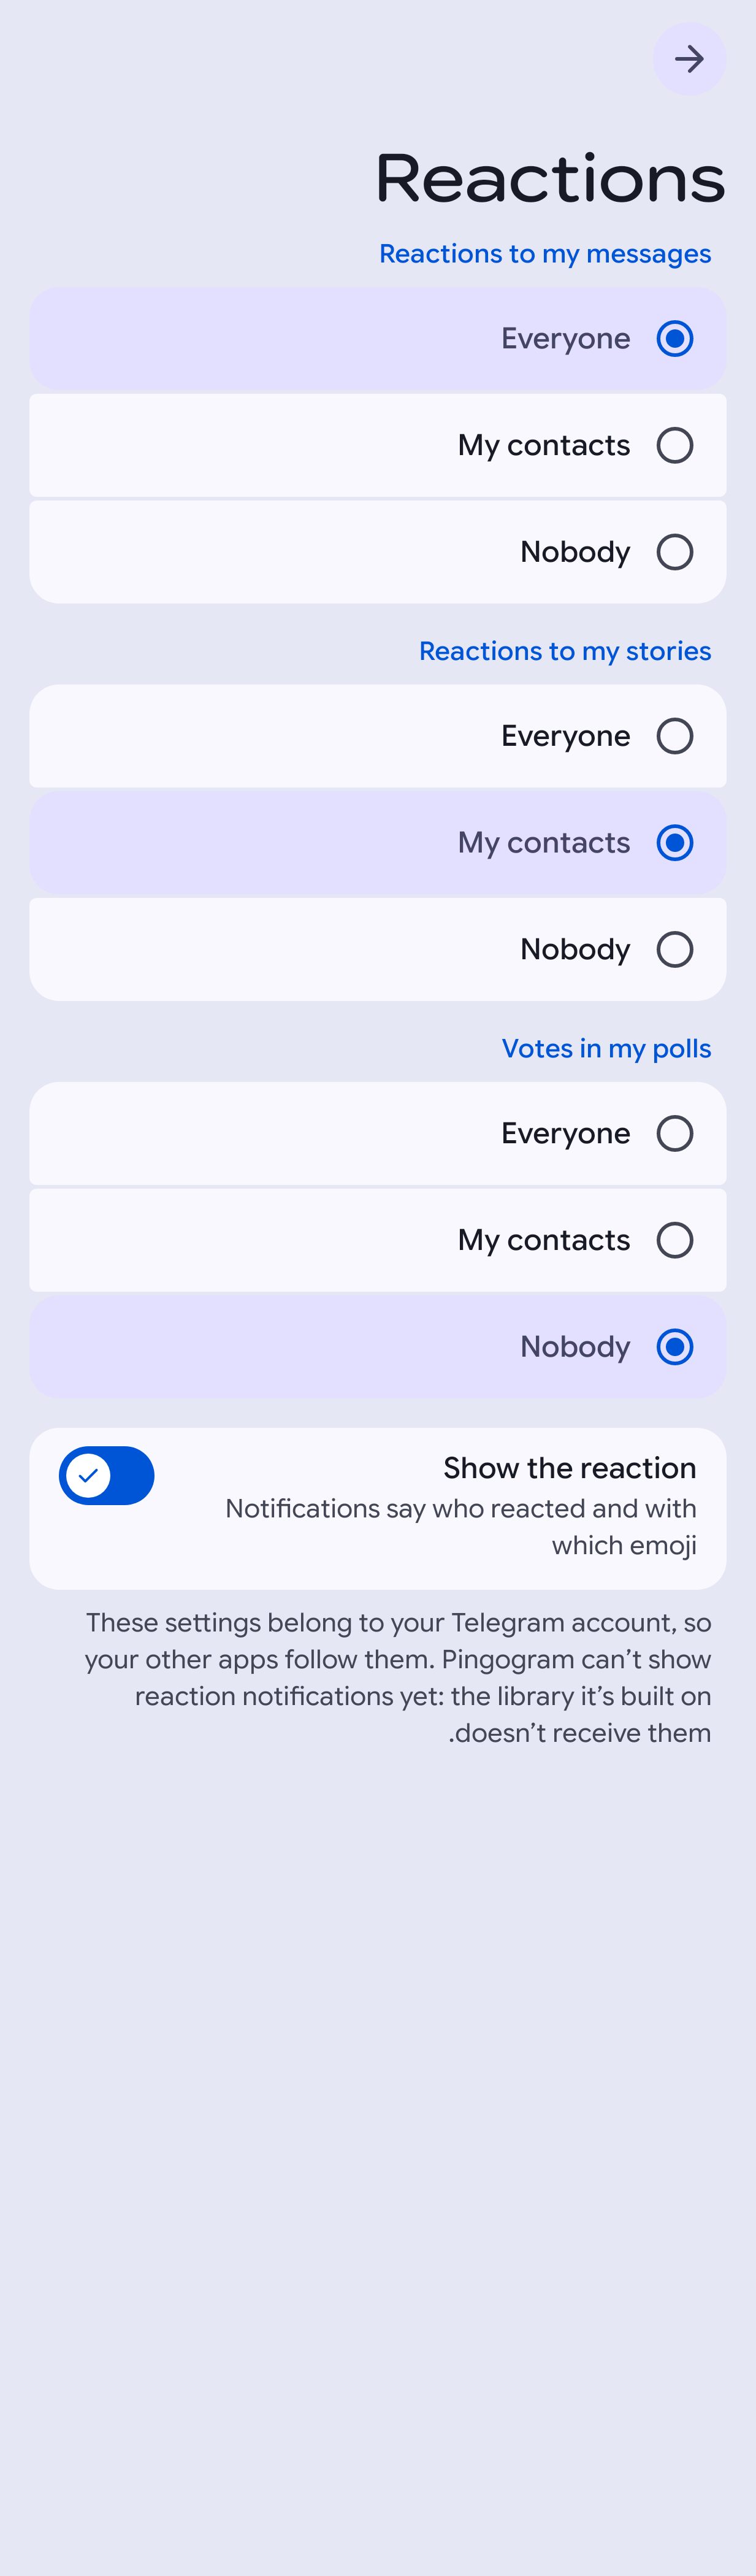 Reactions
Reactions to my messages
Everyone
My contacts
Nobody
Reactions to my stories
Everyone
My contacts
Nobody
Votes in my polls
Everyone
My contacts
Nobody
Show the reaction
Notifications say who reacted and with
which emoji
These settings belong to your Telegram account, so
your other apps follow them. Pingogram can’t show
reaction notifications yet: the library it’s built on
.doesn’t receive them